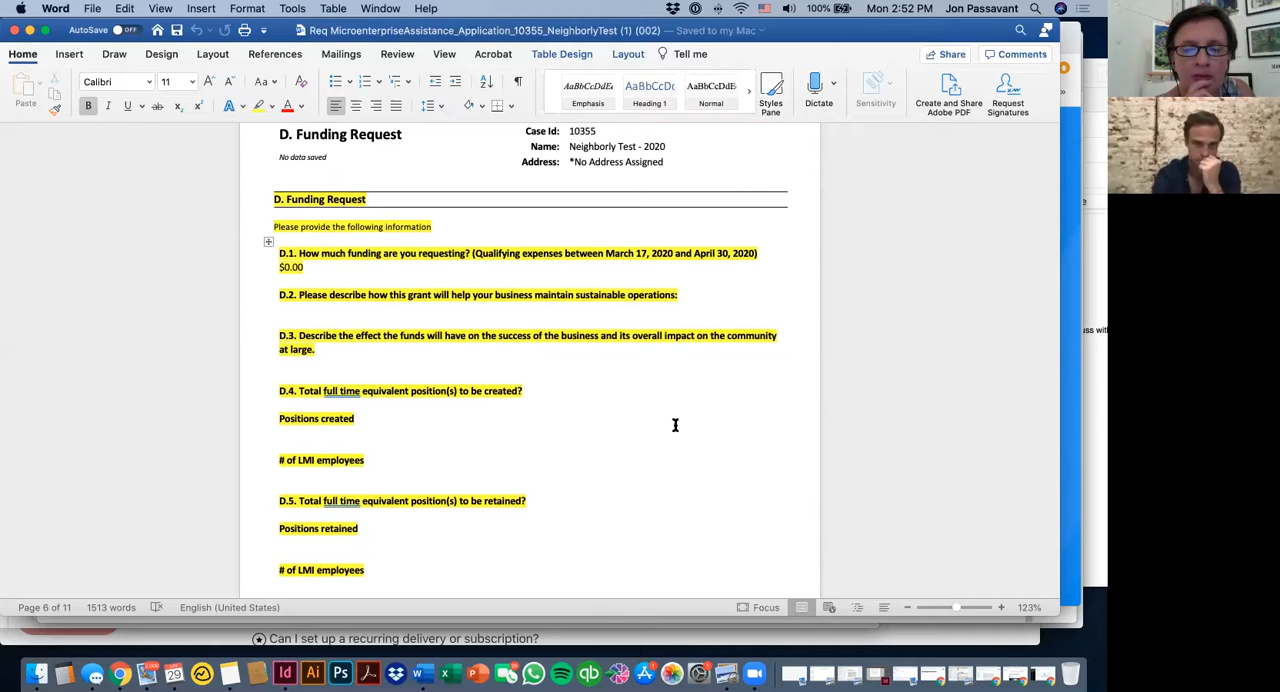 Word File Edit View Insert Format Tools Table Window Help 100% Mon 2:52 PM Jon Passavant
AutoSave OFF Req MicroenterpriseAssistance_Application_10355_NeighborlyTest (1) (002) — Saved to my Mac
Home Insert Draw Design Layout References Mailings Review View Acrobat Table Design Layout Tell me Share Comments
Paste Calibri 11 AaBbCcDdEe Emphasis AaBbCcDc Heading 1 AaBbCcDdE Normal Styles Pane Dictate Sensitivity Create and Share Adobe PDF Request Signatures
D. Funding Request
Case Id: 10355
No data saved
Name: Neighborly Test - 2020
Address: *No Address Assigned
D. Funding Request
Please provide the following information
D.1. How much funding are you requesting? (Qualifying expenses between March 17, 2020 and April 30, 2020)
$0.00
D.2. Please describe how this grant will help your business maintain sustainable operations:
D.3. Describe the effect the funds will have on the success of the business and its overall impact on the community
at large.
D.4. Total full time equivalent position(s) to be created?
Positions created
# of LMI employees
D.5. Total full time equivalent position(s) to be retained?
Positions retained
# of LMI employees
Page 6 of 11 1513 words English (United States) Focus 123%
Can I set up a recurring delivery or subscription?